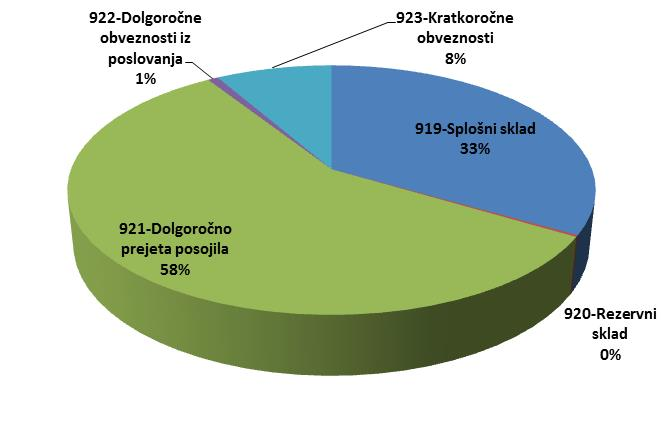 922-Dolgoročne
obveznosti iz
poslovanja
1%
923-Kratkoročne
obveznosti
8%
919-Splošni sklad
33%
921-Dolgoročno
prejeta posojila
58%
920-Rezervni
sklad
0%